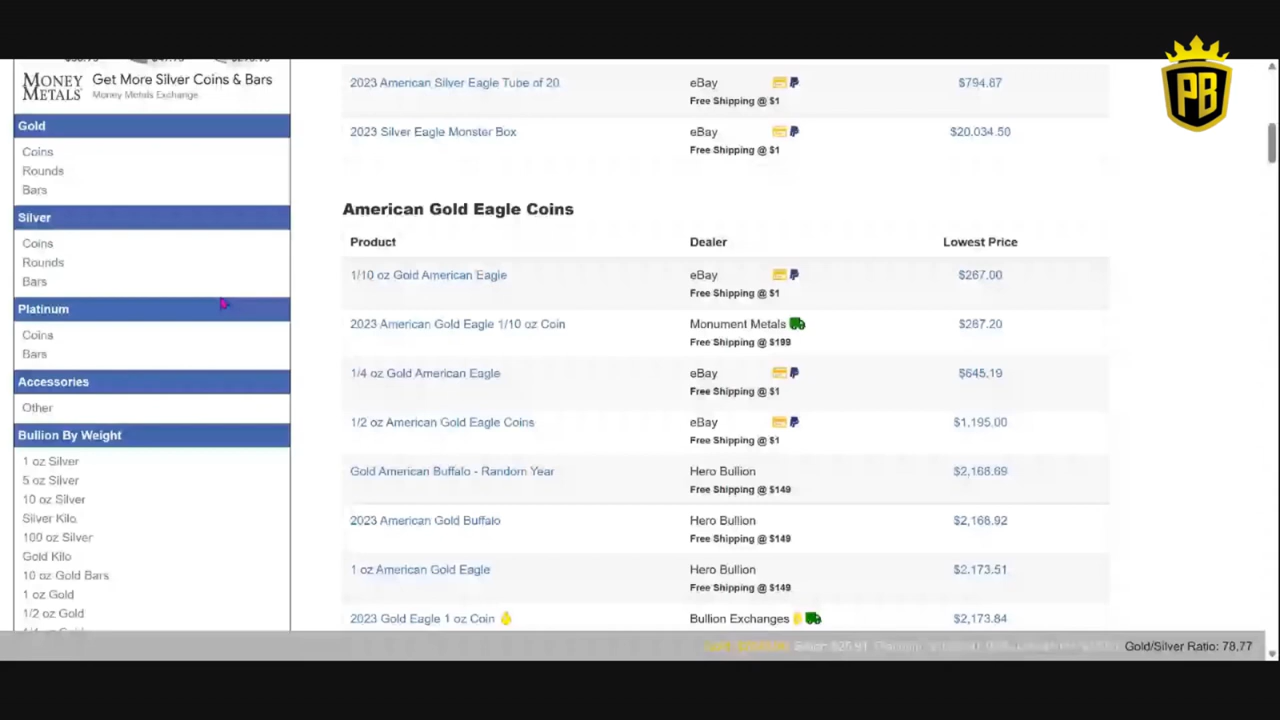 MONEY METALS
Get More Silver Coins & Bars
Money Metals Exchange
Gold
Coins
Rounds
Bars
Silver
Coins
Rounds
Bars
Platinum
Coins
Bars
Accessories
Other
Bullion By Weight
1 oz Silver
5 oz Silver
10 oz Silver
Silver Kilo
100 oz Silver
Gold Kilo
10 oz Gold Bars
1 oz Gold
1/2 oz Gold
2023 American Silver Eagle Tube of 20 eBay $794.87
Free Shipping @ $1
2023 Silver Eagle Monster Box eBay $20,034.50
Free Shipping @ $1
American Gold Eagle Coins
Product Dealer Lowest Price
1/10 oz Gold American Eagle eBay $267.00
Free Shipping @ $1
2023 American Gold Eagle 1/10 oz Coin Monument Metals $267.20
Free Shipping @ $199
1/4 oz Gold American Eagle eBay $645.19
Free Shipping @ $1
1/2 oz American Gold Eagle Coins eBay $1,195.00
Free Shipping @ $1
Gold American Buffalo - Random Year Hero Bullion $2,168.69
Free Shipping @ $149
2023 American Gold Buffalo Hero Bullion $2,168.92
Free Shipping @ $149
1 oz American Gold Eagle Hero Bullion $2,173.51
Free Shipping @ $149
2023 Gold Eagle 1 oz Coin Bullion Exchanges $2,173.84
Silver: $25.91 Gold/Silver Ratio: 78.77
PB